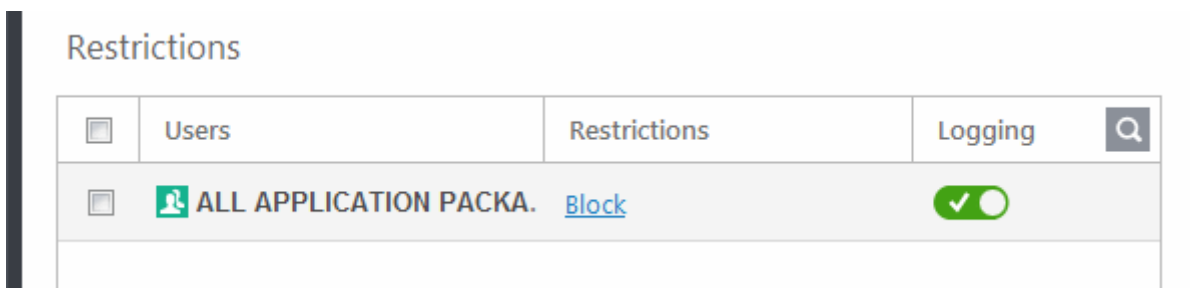 Restrictions
Users Restrictions Logging
ALL APPLICATION PACKA. Block